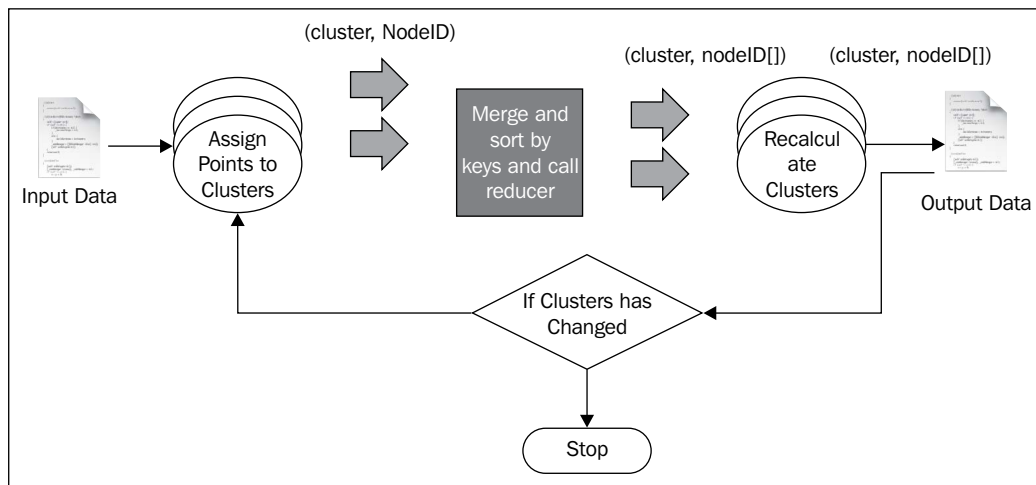 (cluster, NodeID)
(cluster, nodeID[])
(cluster, nodeID[])
Input Data
Assign
Points to
Clusters
Merge and
sort by
keys and call
reducer
Recalcul
ate
Clusters
Output Data
If Clusters has
Changed
Stop